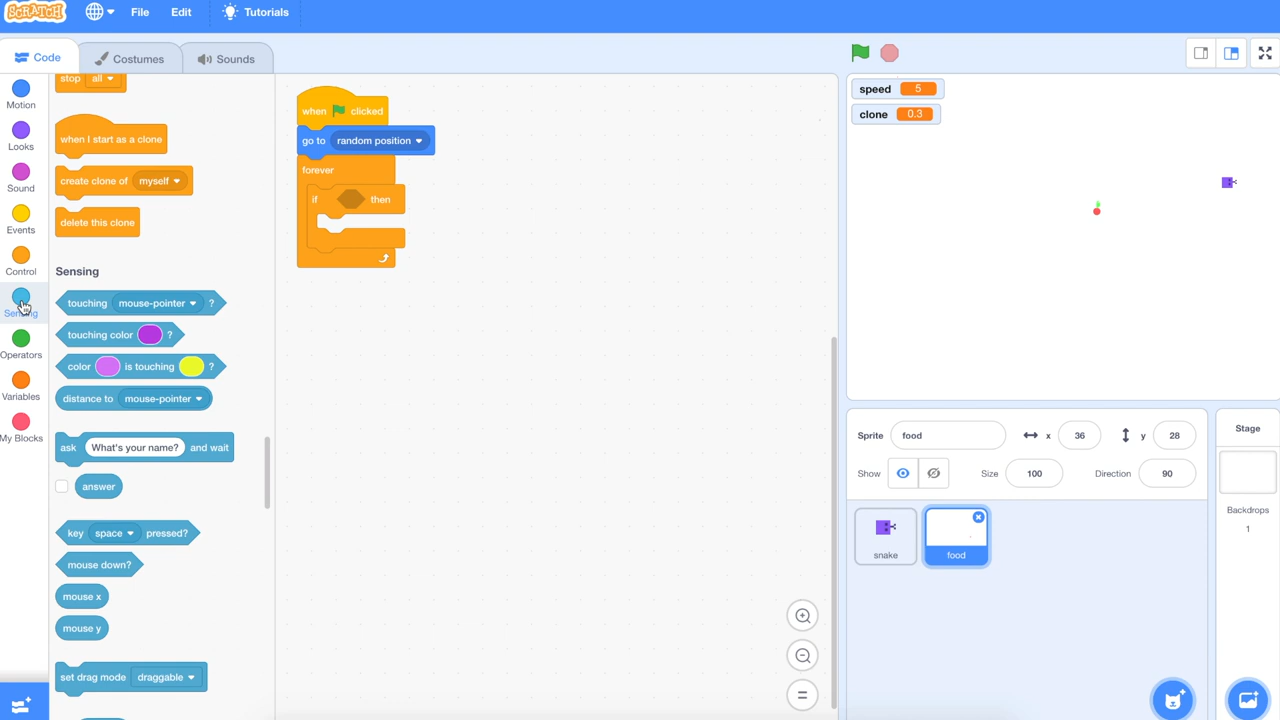 SCRATCH File Edit Tutorials
Code Costumes Sounds
Motion
Looks
Sound
Events
Control
Operators
Variables
My Blocks
stop all
when I start as a clone
create clone of myself
delete this clone
Sensing
touching mouse-pointer ?
touching color ?
color is touching ?
distance to mouse-pointer
ask What's your name? and wait
answer
key space pressed?
mouse down?
mouse x
mouse y
set drag mode draggable
when clicked
go to random position
forever
if then
speed 5
clone 0.3
Sprite food x 36 y 28
Show Size 100 Direction 90
snake
food
Stage
Backdrops
1